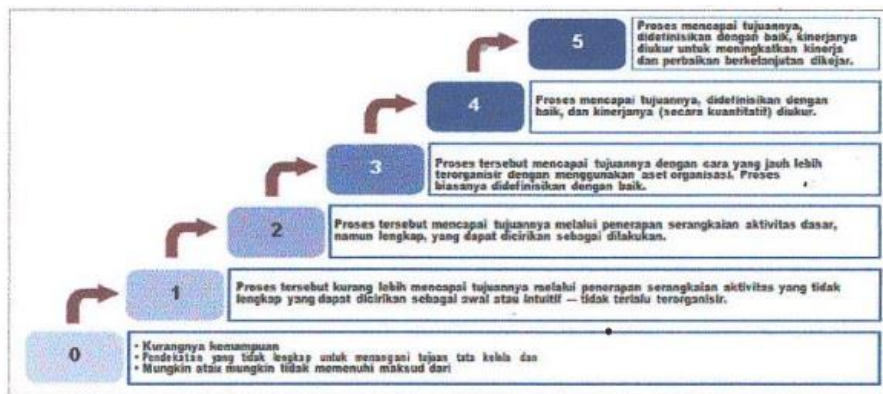 5
Proses mencapai tujuannya,
didefinisikan dengan baik, kinerjanya
diukur untuk meningkatkan kinerja
dan perbaikan berkelanjutan dikejar.
4
Proses mencapai tujuannya, didefinisikan dengan
baik, dan kinerjanya (secara kuantitatif) diukur.
3
Proses tersebut mencapai tujuannya dengan cara yang jauh lebih
terorganisir dengan menggunakan aset organisasi. Proses
biasanya didefinisikan dengan baik.
2
Proses tersebut mencapai tujuannya melalui penerapan serangkaian aktivitas dasar,
namun lengkap, yang dapat dicirikan sebagai dilakukan.
1
Proses tersebut kurang lebih mencapai tujuannya melalui penerapan serangkaian aktivitas yang tidak
lengkap yang dapat dicirikan sebagai awal atau intuitif — tidak terlalu terorganisir.
0
• Kurangnya kemampuan
• Pendekatan yang tidak lengkap untuk menangani tujuan tata kelola dan
• Mungkin atau mungkin tidak memenuhi maksud dari